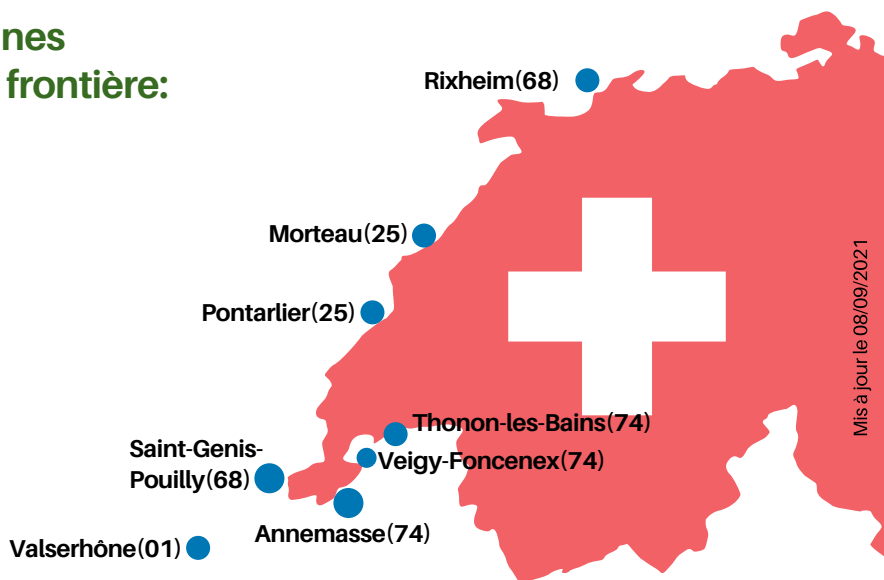 nes
frontière:
Rixheim(68)
Morteau(25)
Pontarlier(25)
Thonon-les-Bains(74)
Saint-Genis-
Pouilly(68)
Veigy-Foncenex(74)
Annemasse(74)
Valserhône(01)
Mis à jour le 08/09/2021